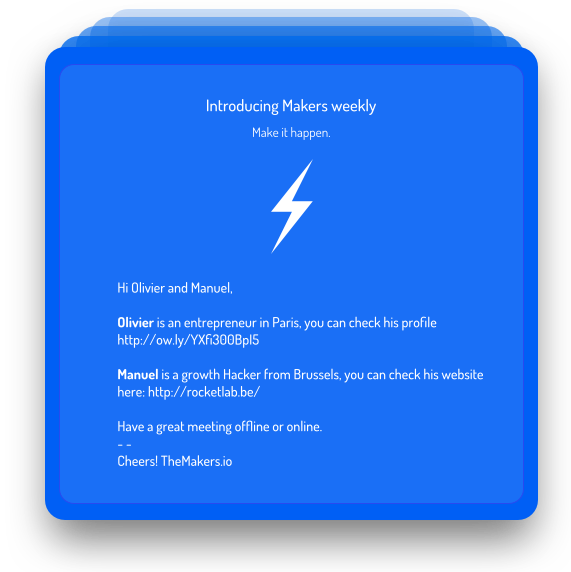 Introducing Makers weekly
Make it happen.
Hi Olivier and Manuel,
Olivier is an entrepreneur in Paris, you can check his profile
http://ow.ly/YXfi300Bpl5
Manuel is a growth Hacker from Brussels, you can check his website
here: http://rocketlab.be/
Have a great meeting offline or online.
- -
Cheers! TheMakers.io